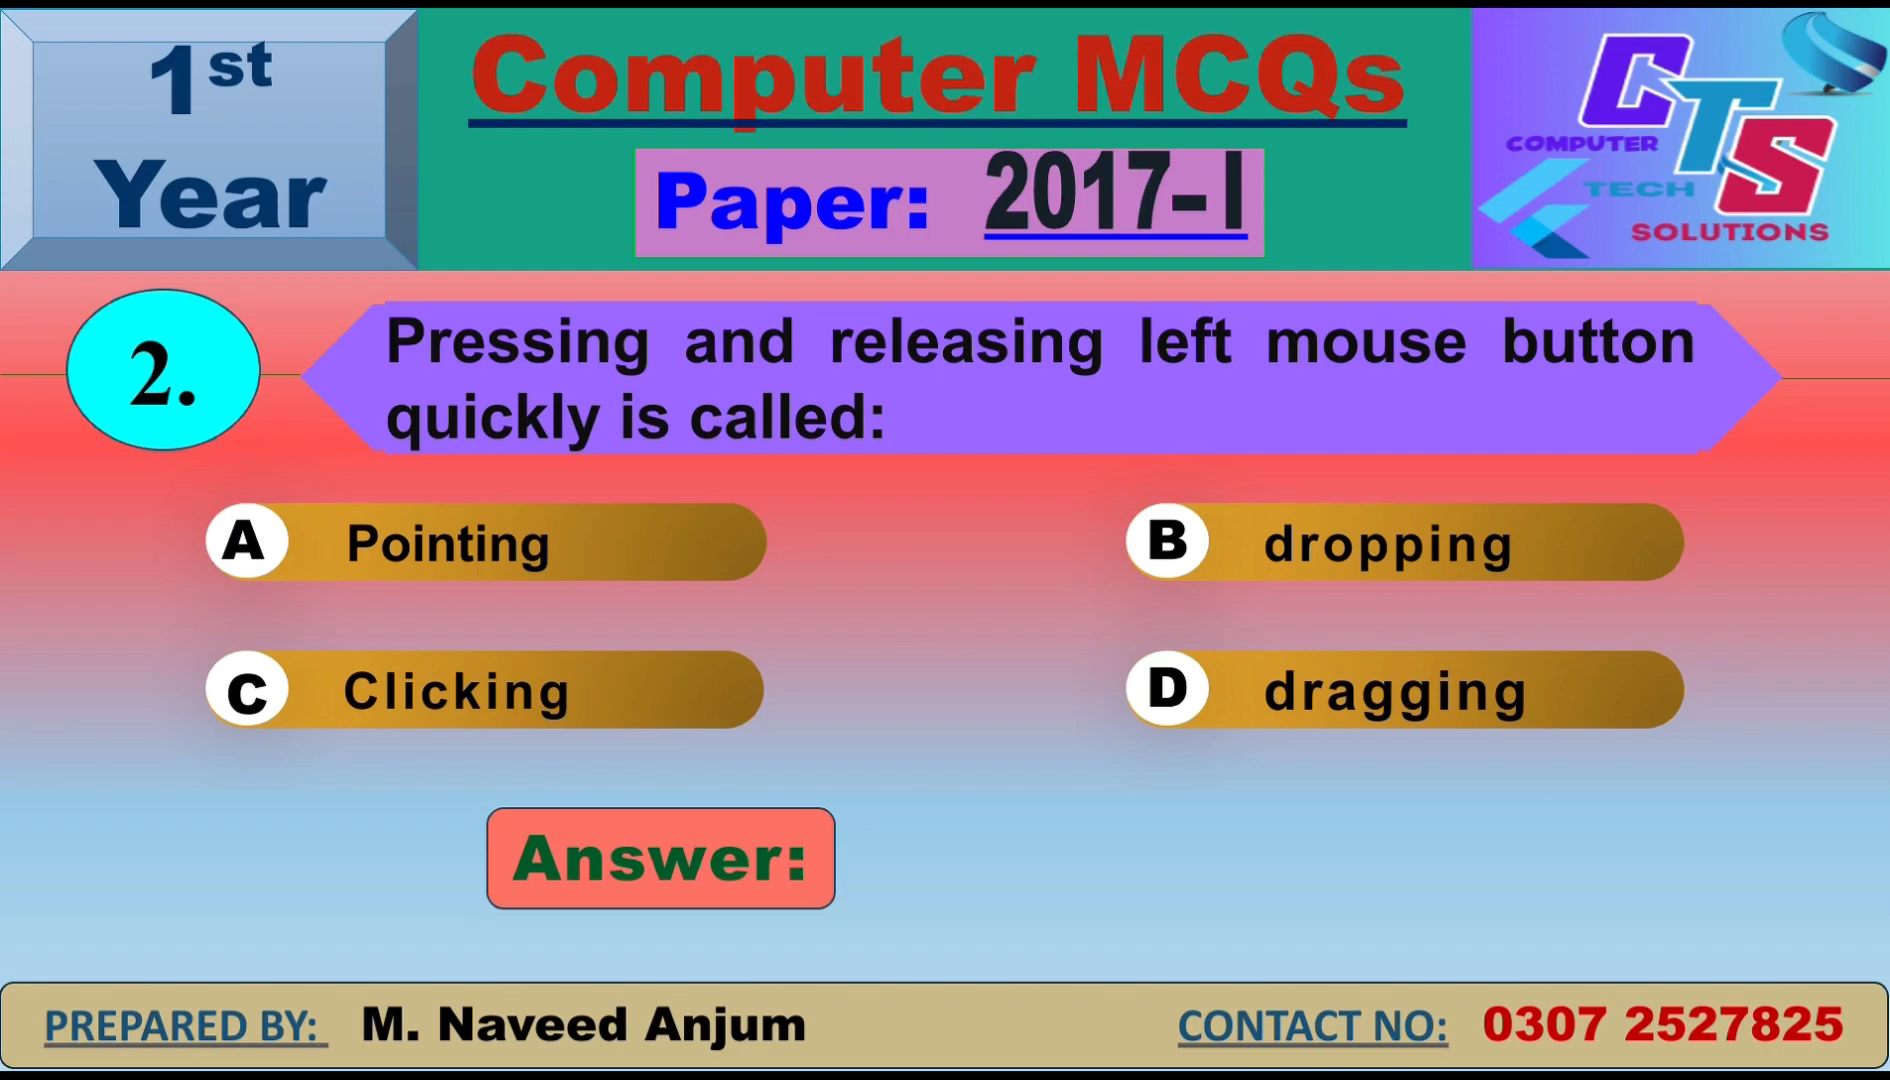 1st
Year
Computer MCQs
Paper: 2017-I
CTS
COMPUTER
TECH
SOLUTIONS
2.
Pressing and releasing left mouse button
quickly is called:
A Pointing
B dropping
C Clicking
D dragging
Answer:
PREPARED BY: M. Naveed Anjum
CONTACT NO: 0307 2527825